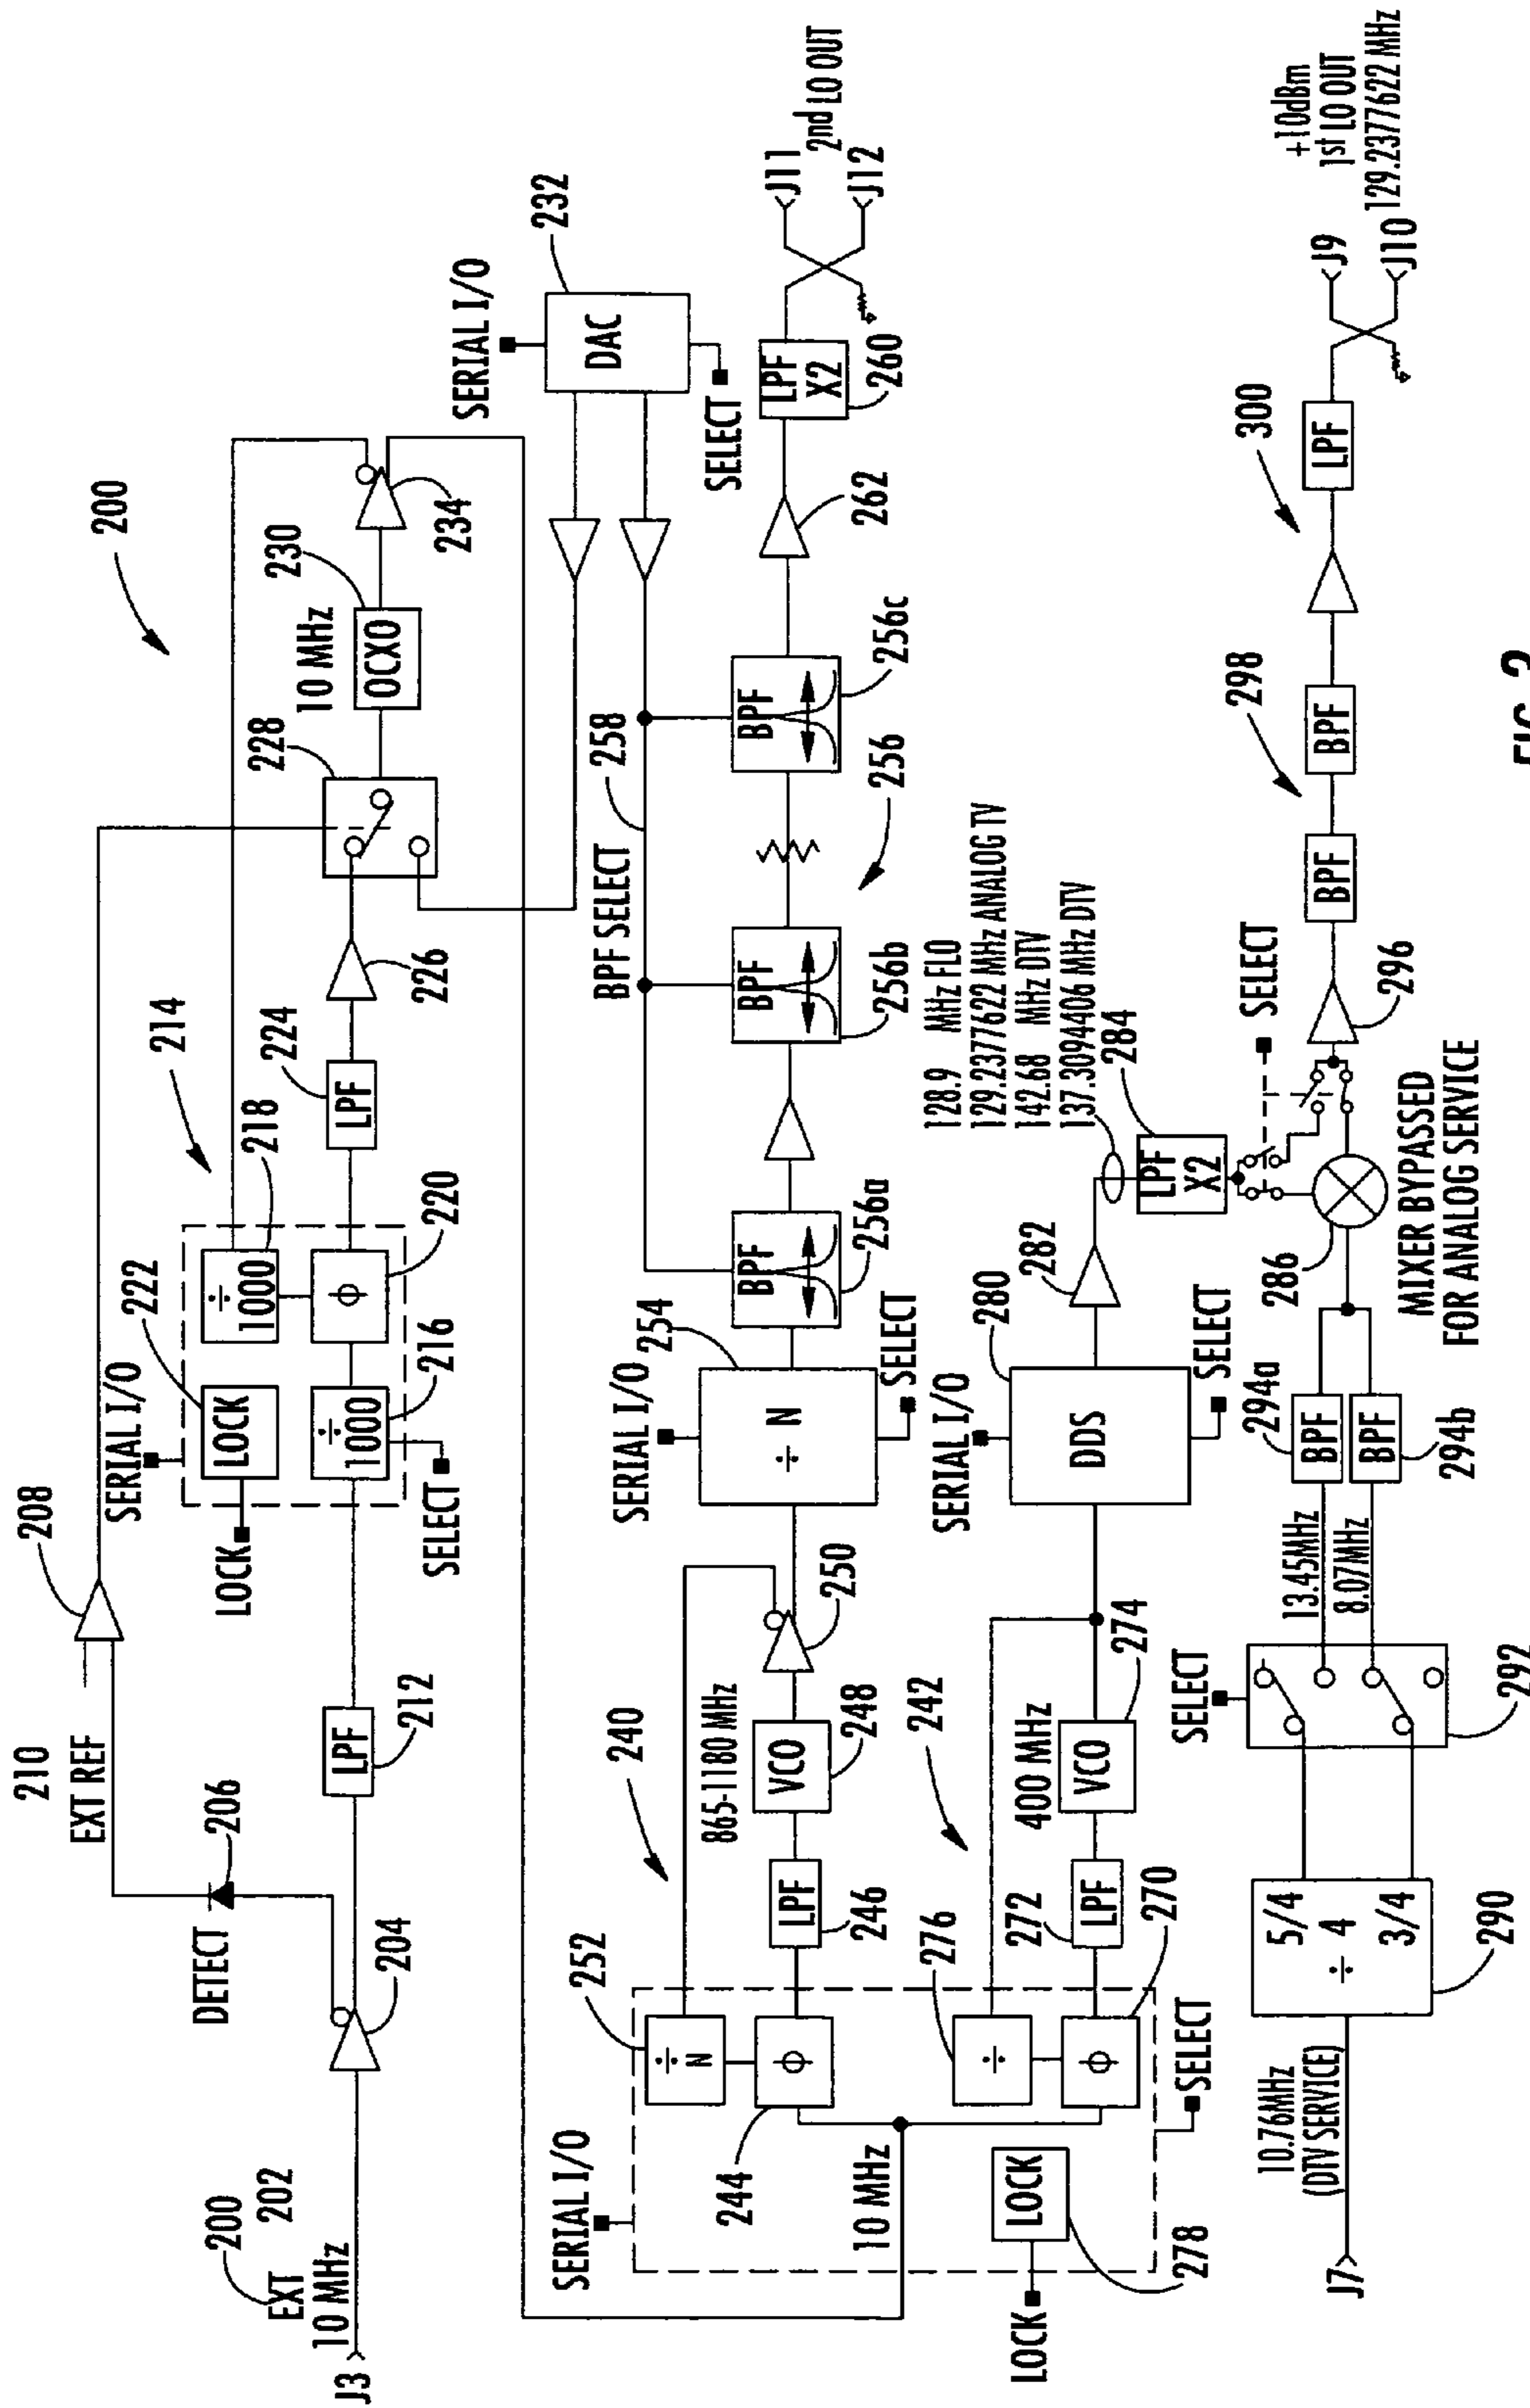 200
202
EXT
10 MHz
J3
204
DETECT
206
210
EXT REF
208
LPF
212
SERIAL I/O
222
LOCK
LOCK
÷
1000
216
SELECT
214
÷
1000
218
ϕ
220
LPF
224
226
228
10 MHz
OCXO
230
234
200
SERIAL I/O
DAC
232
SELECT
SERIAL I/O
252
÷
N
ϕ
244
10 MHz
240
LPF
246
865-1180 MHz
VCO
248
250
SERIAL I/O
÷ N
254
SELECT
BPF SELECT
258
BPF
256a
BPF
256b
256
BPF
256c
262
LPF
X2
260
J11
2nd LO OUT
J12
LOCK
LOCK
278
SELECT
276
÷
ϕ
270
272
LPF
242
400 MHz
VCO
274
SERIAL I/O
DDS
280
SELECT
282
128.9 MHz FLO
129.2377622 MHz ANALOG TV
142.68 MHz DTV
137.3094406 MHz DTV
284
LPF
X2
J7
10.76MHz
(DTV SERVICE)
5/4
÷ 4
3/4
290
SELECT
292
13.45MHz
8.07MHz
BPF
294a
BPF
294b
286
MIXER BYPASSED
FOR ANALOG SERVICE
SELECT
296
BPF
298
BPF
300
LPF
J9
J10
+10dBm
1st LO OUT
129.2377622 MHz